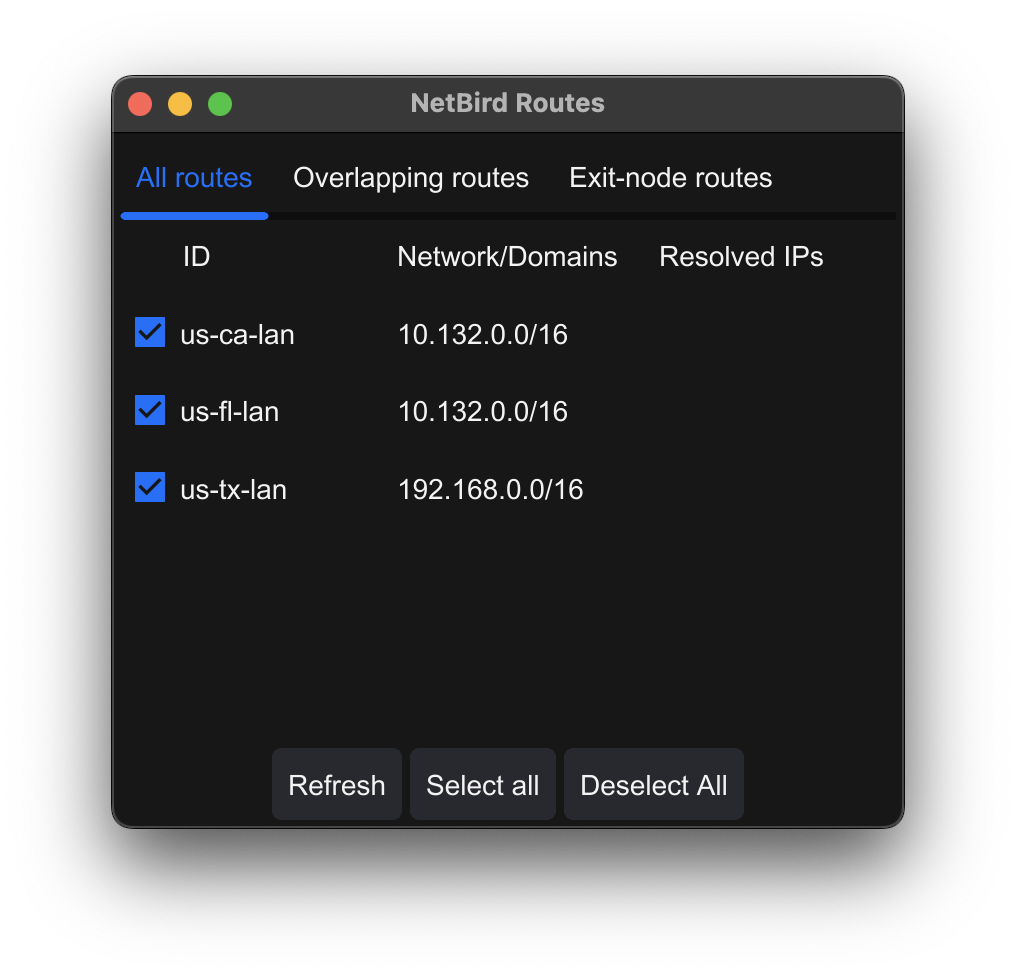 NetBird Routes
All routes Overlapping routes Exit-node routes
ID Network/Domains Resolved IPs
us-ca-lan 10.132.0.0/16
us-fl-lan 10.132.0.0/16
us-tx-lan 192.168.0.0/16
Refresh Select all Deselect All